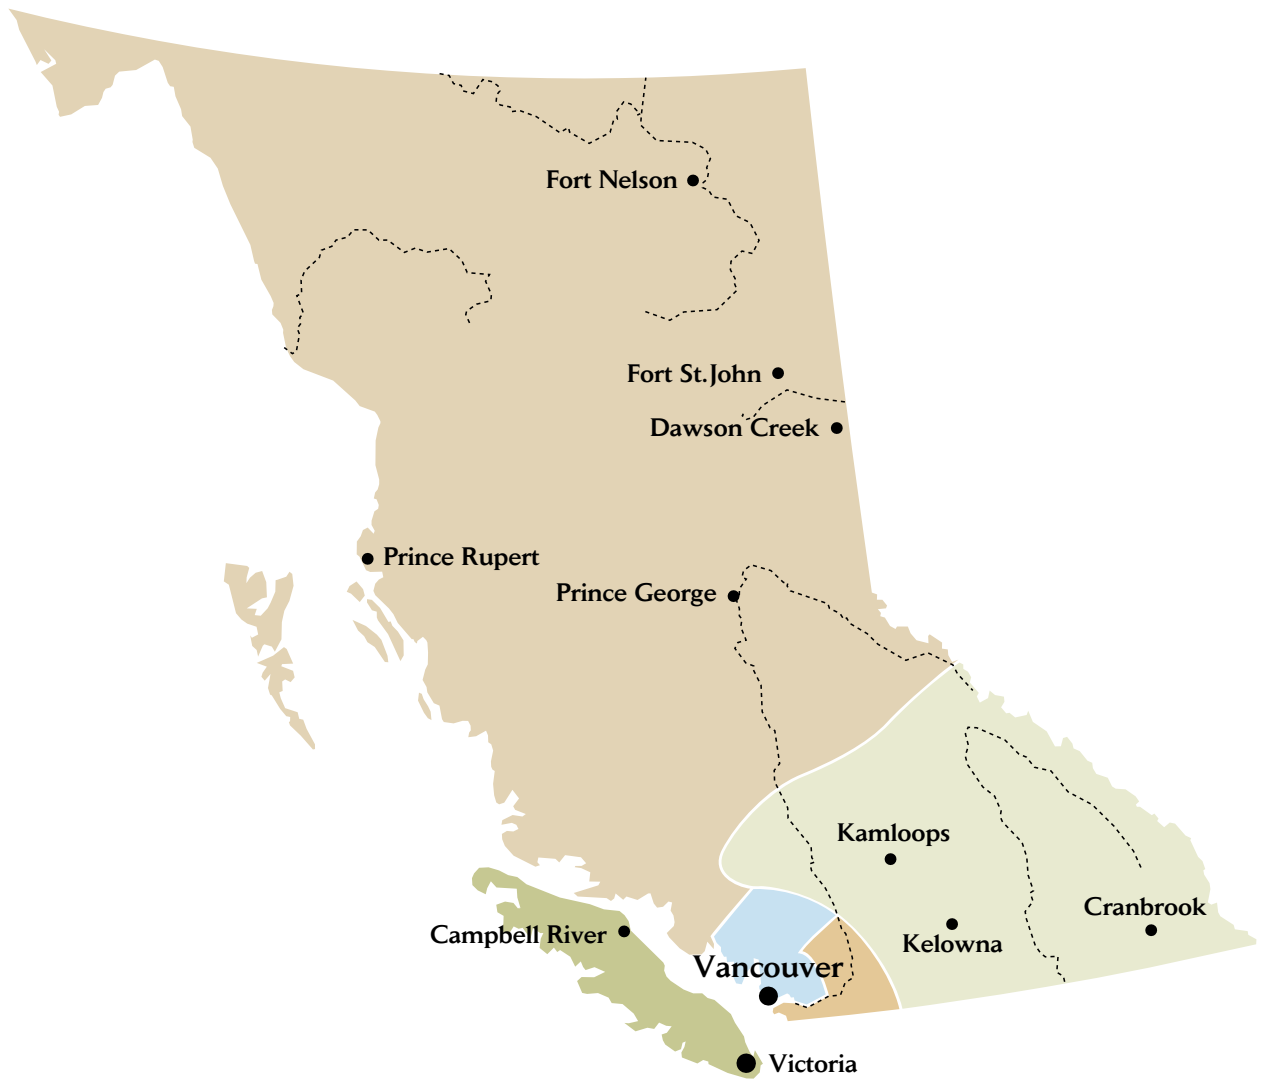 Fort Nelson
Fort St.John
Dawson Creek
Prince Rupert
Prince George
Kamloops
Cranbrook
Campbell River
Kelowna
Vancouver
Victoria